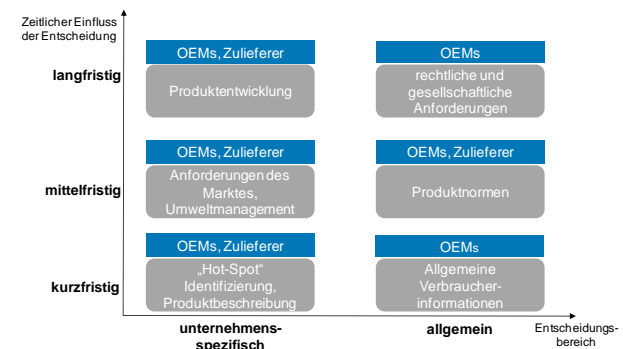 Zeitlicher Einfluss
der Entscheidung
langfristig
OEMs, Zulieferer
Produktentwicklung
OEMs
rechtliche und
gesellschaftliche
Anforderungen
mittelfristig
OEMs, Zulieferer
Anforderungen des
Marktes,
Umweltmanagement
OEMs, Zulieferer
Produktnormen
kurzfristig
OEMs, Zulieferer
„Hot-Spot“
Identifizierung,
Produktbeschreibung
OEMs
Allgemeine
Verbraucher-
informationen
unternehmens-
spezifisch
allgemein
Entscheidungs-
bereich